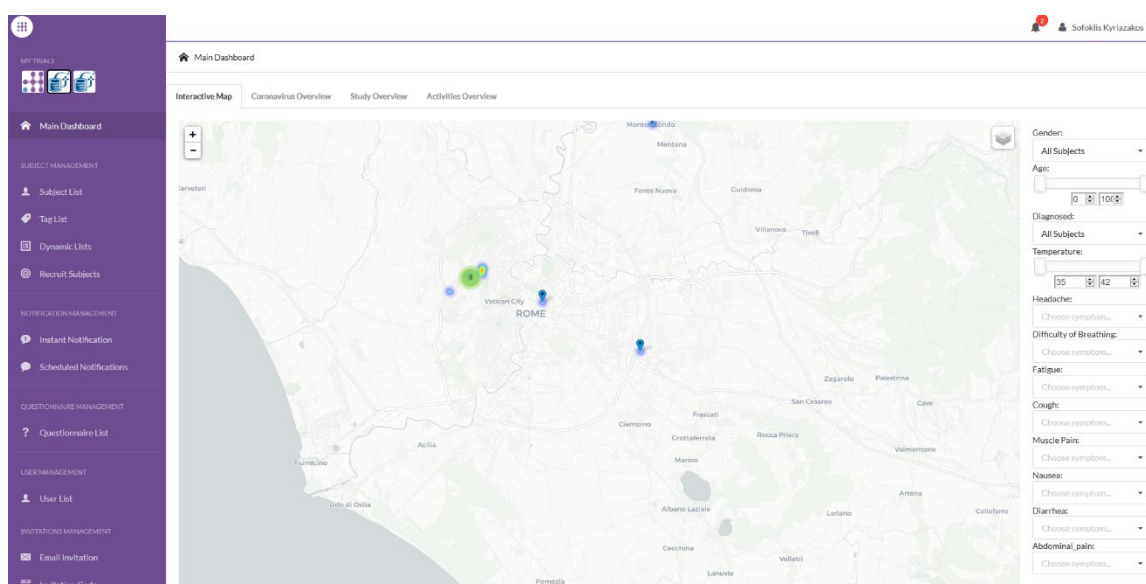 2
Sofoklis Kyriazakos
MY TRIALS
Main Dashboard
SUBJECT MANAGEMENT
Subject List
Tag List
Dynamic Lists
Recruit Subjects
NOTIFICATION MANAGEMENT
Instant Notification
Scheduled Notifications
QUESTIONNAIRE MANAGEMENT
? Questionnaire List
USER MANAGEMENT
User List
INVITATIONS MANAGEMENT
Email Invitation
Main Dashboard
Interactive Map Coronavirus Overview Study Overview Activities Overview
+
-
Mentana
Cerveteri
Fonte Nuova
Guidonia
Villanova
Tivoli
3
Vatican City
ROME
Zagarolo
Palestrina
San Cesareo
Cave
Frascati
Ciampino
Grottaferrata
Rocca Priora
Acilia
Valmontone
Fiumicino
Marino
Artena
Lido di Ostia
Albano Laziale
Lariano
Colleferro
Cecchina
Velletri
Lanuvio
Pomezia
Gender:
All Subjects
Age:
0 100
Diagnosed:
All Subjects
Temperature:
35 42
Headache:
Choose symptom...
Difficulty of Breathing:
Choose symptom...
Fatigue:
Choose symptom...
Cough:
Choose symptom...
Muscle Pain:
Choose symptom...
Nausea:
Choose symptom...
Diarrhea:
Choose symptom...
Abdominal_pain:
Choose symptom...